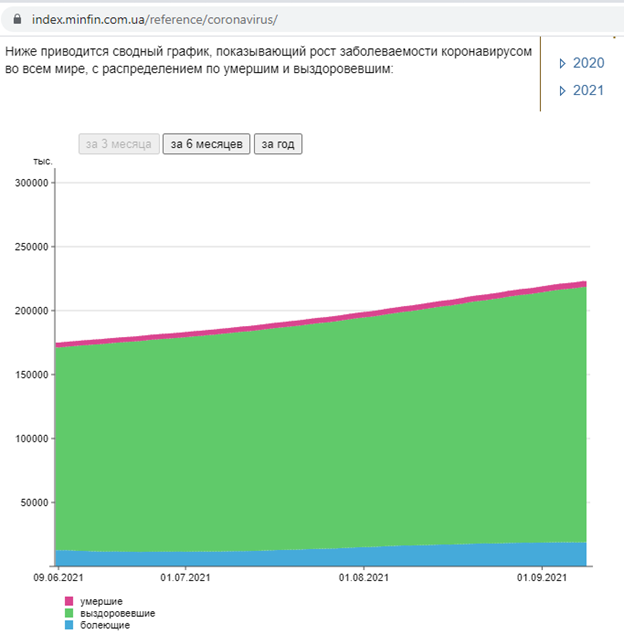 index.minfin.com.ua/reference/coronavirus/
Ниже приводится сводный график, показывающий рост заболеваемости коронавирусом
во всем мире, с распределением по умершим и выздоровевшим:
2020
2021
за 3 месяца за 6 месяцев за год
тыс.
300000
250000
200000
150000
100000
50000
09.06.2021 01.07.2021 01.08.2021 01.09.2021
умершие
выздоровевшие
болеющие